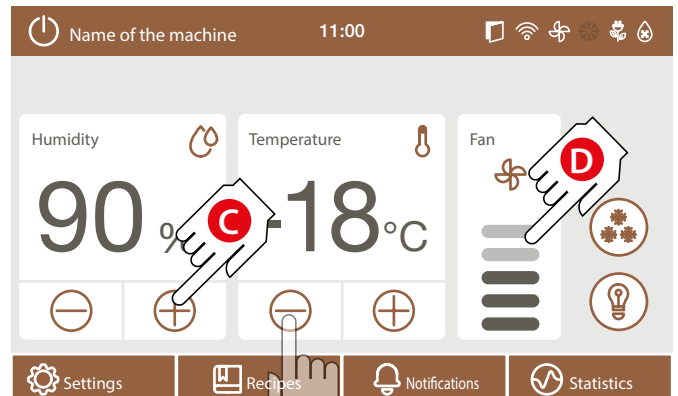 Name of the machine 11:00
Humidity Temperature Fan
90 % -18°C
C D
Settings Recipes Notifications Statistics